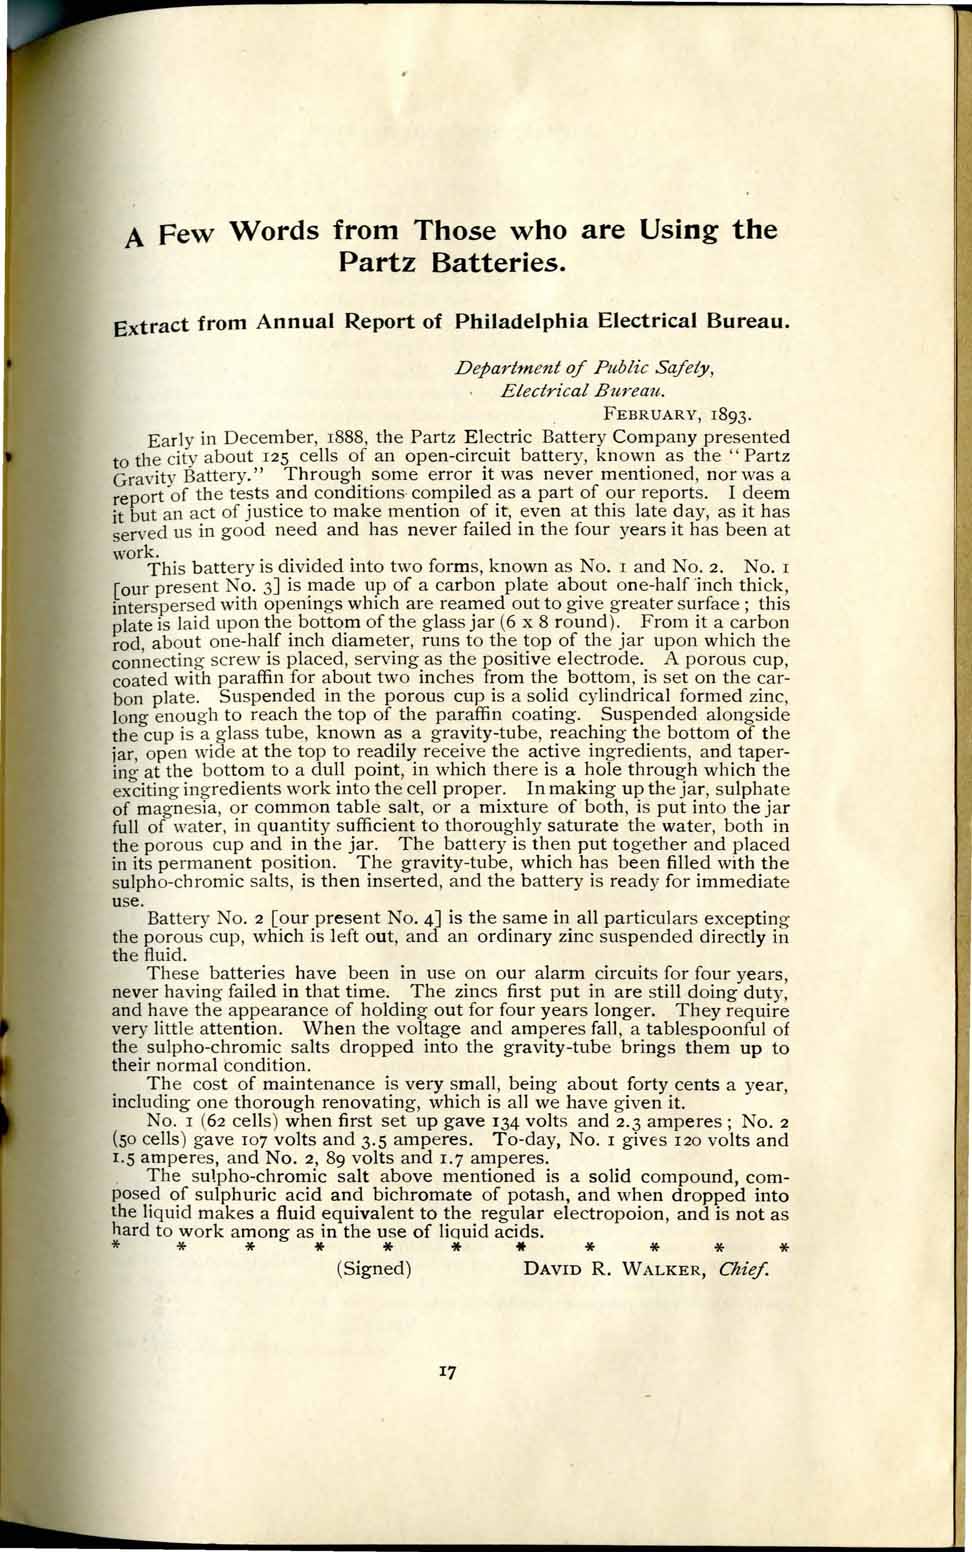 A Few Words from Those who are Using the
Partz Batteries.
Extract from Annual Report of Philadelphia Electrical Bureau.
Department of Public Safety,
Electrical Bureau.
FEBRUARY, 1893.
Early in December, 1888, the Partz Electric Battery Company presented
to the city about 125 cells of an open-circuit battery, known as the "Partz
Gravity Battery." Through some error it was never mentioned, nor was a
report of the tests and conditions compiled as a part of our reports. I deem
it but an act of justice to make mention of it, even at this late day, as it has
served us in good need and has never failed in the four years it has been at
work.
This battery is divided into two forms, known as No. 1 and No. 2. No. 1
[our present No. 3] is made up of a carbon plate about one-half inch thick,
interspersed with openings which are reamed out to give greater surface; this
plate is laid upon the bottom of the glass jar (6 x 8 round). From it a carbon
rod, about one-half inch diameter, runs to the top of the jar upon which the
connecting screw is placed, serving as the positive electrode. A porous cup,
coated with paraffin for about two inches from the bottom, is set on the car-
bon plate. Suspended in the porous cup is a solid cylindrical formed zinc,
long enough to reach the top of the paraffin coating. Suspended alongside
the cup is a glass tube, known as a gravity-tube, reaching the bottom of the
jar, open wide at the top to readily receive the active ingredients, and taper-
ing at the bottom to a dull point, in which there is a hole through which the
exciting ingredients work into the cell proper. In making up the jar, sulphate
of magnesia, or common table salt, or a mixture of both, is put into the jar
full of water, in quantity sufficient to thoroughly saturate the water, both in
the porous cup and in the jar. The battery is then put together and placed
in its permanent position. The gravity-tube, which has been filled with the
sulpho-chromic salts, is then inserted, and the battery is ready for immediate
use.
Battery No. 2 [our present No. 4] is the same in all particulars excepting
the porous cup, which is left out, and an ordinary zinc suspended directly in
the fluid.
These batteries have been in use on our alarm circuits for four years,
never having failed in that time. The zincs first put in are still doing duty,
and have the appearance of holding out for four years longer. They require
very little attention. When the voltage and amperes fall, a tablespoonful of
the sulpho-chromic salts dropped into the gravity-tube brings them up to
their normal condition.
The cost of maintenance is very small, being about forty cents a year,
including one thorough renovating, which is all we have given it.
No. 1 (62 cells) when first set up gave 134 volts and 2.3 amperes; No. 2
(50 cells) gave 107 volts and 3.5 amperes. To-day, No. 1 gives 120 volts and
1.5 amperes, and No. 2, 89 volts and 1.7 amperes.
The sulpho-chromic salt above mentioned is a solid compound, com-
posed of sulphuric acid and bichromate of potash, and when dropped into
the liquid makes a fluid equivalent to the regular electropoion, and is not as
hard to work among as in the use of liquid acids.
* * * * * * * * * * *
(Signed) DAVID R. WALKER, Chief.
17